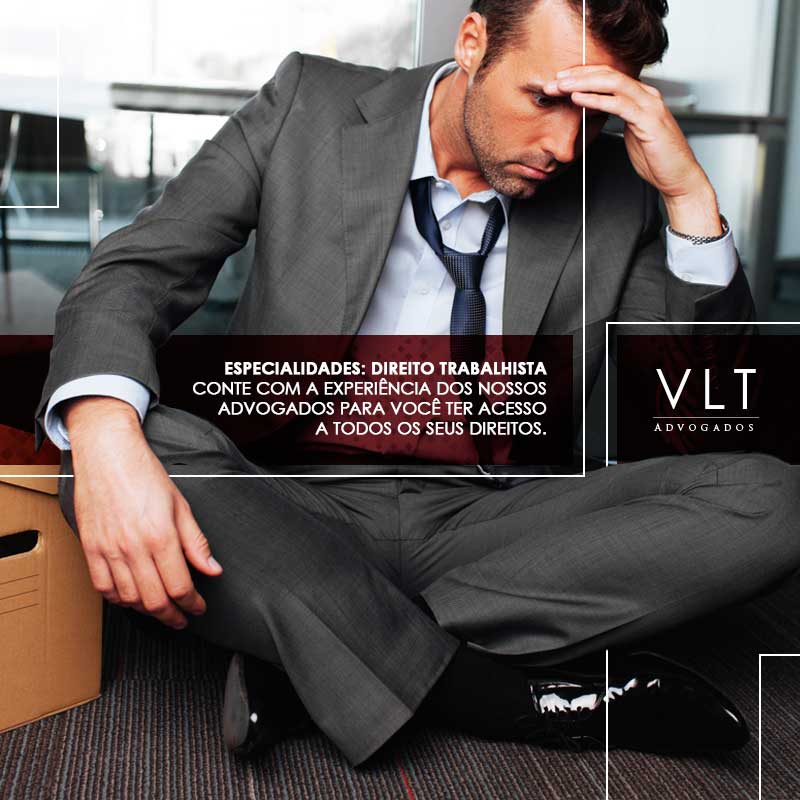 ESPECIALIDADES: DIREITO TRABALHISTA
CONTE COM A EXPERIÊNCIA DOS NOSSOS
ADVOGADOS PARA VOCÊ TER ACESSO
A TODOS OS SEUS DIREITOS.
VLT
ADVOGADOS